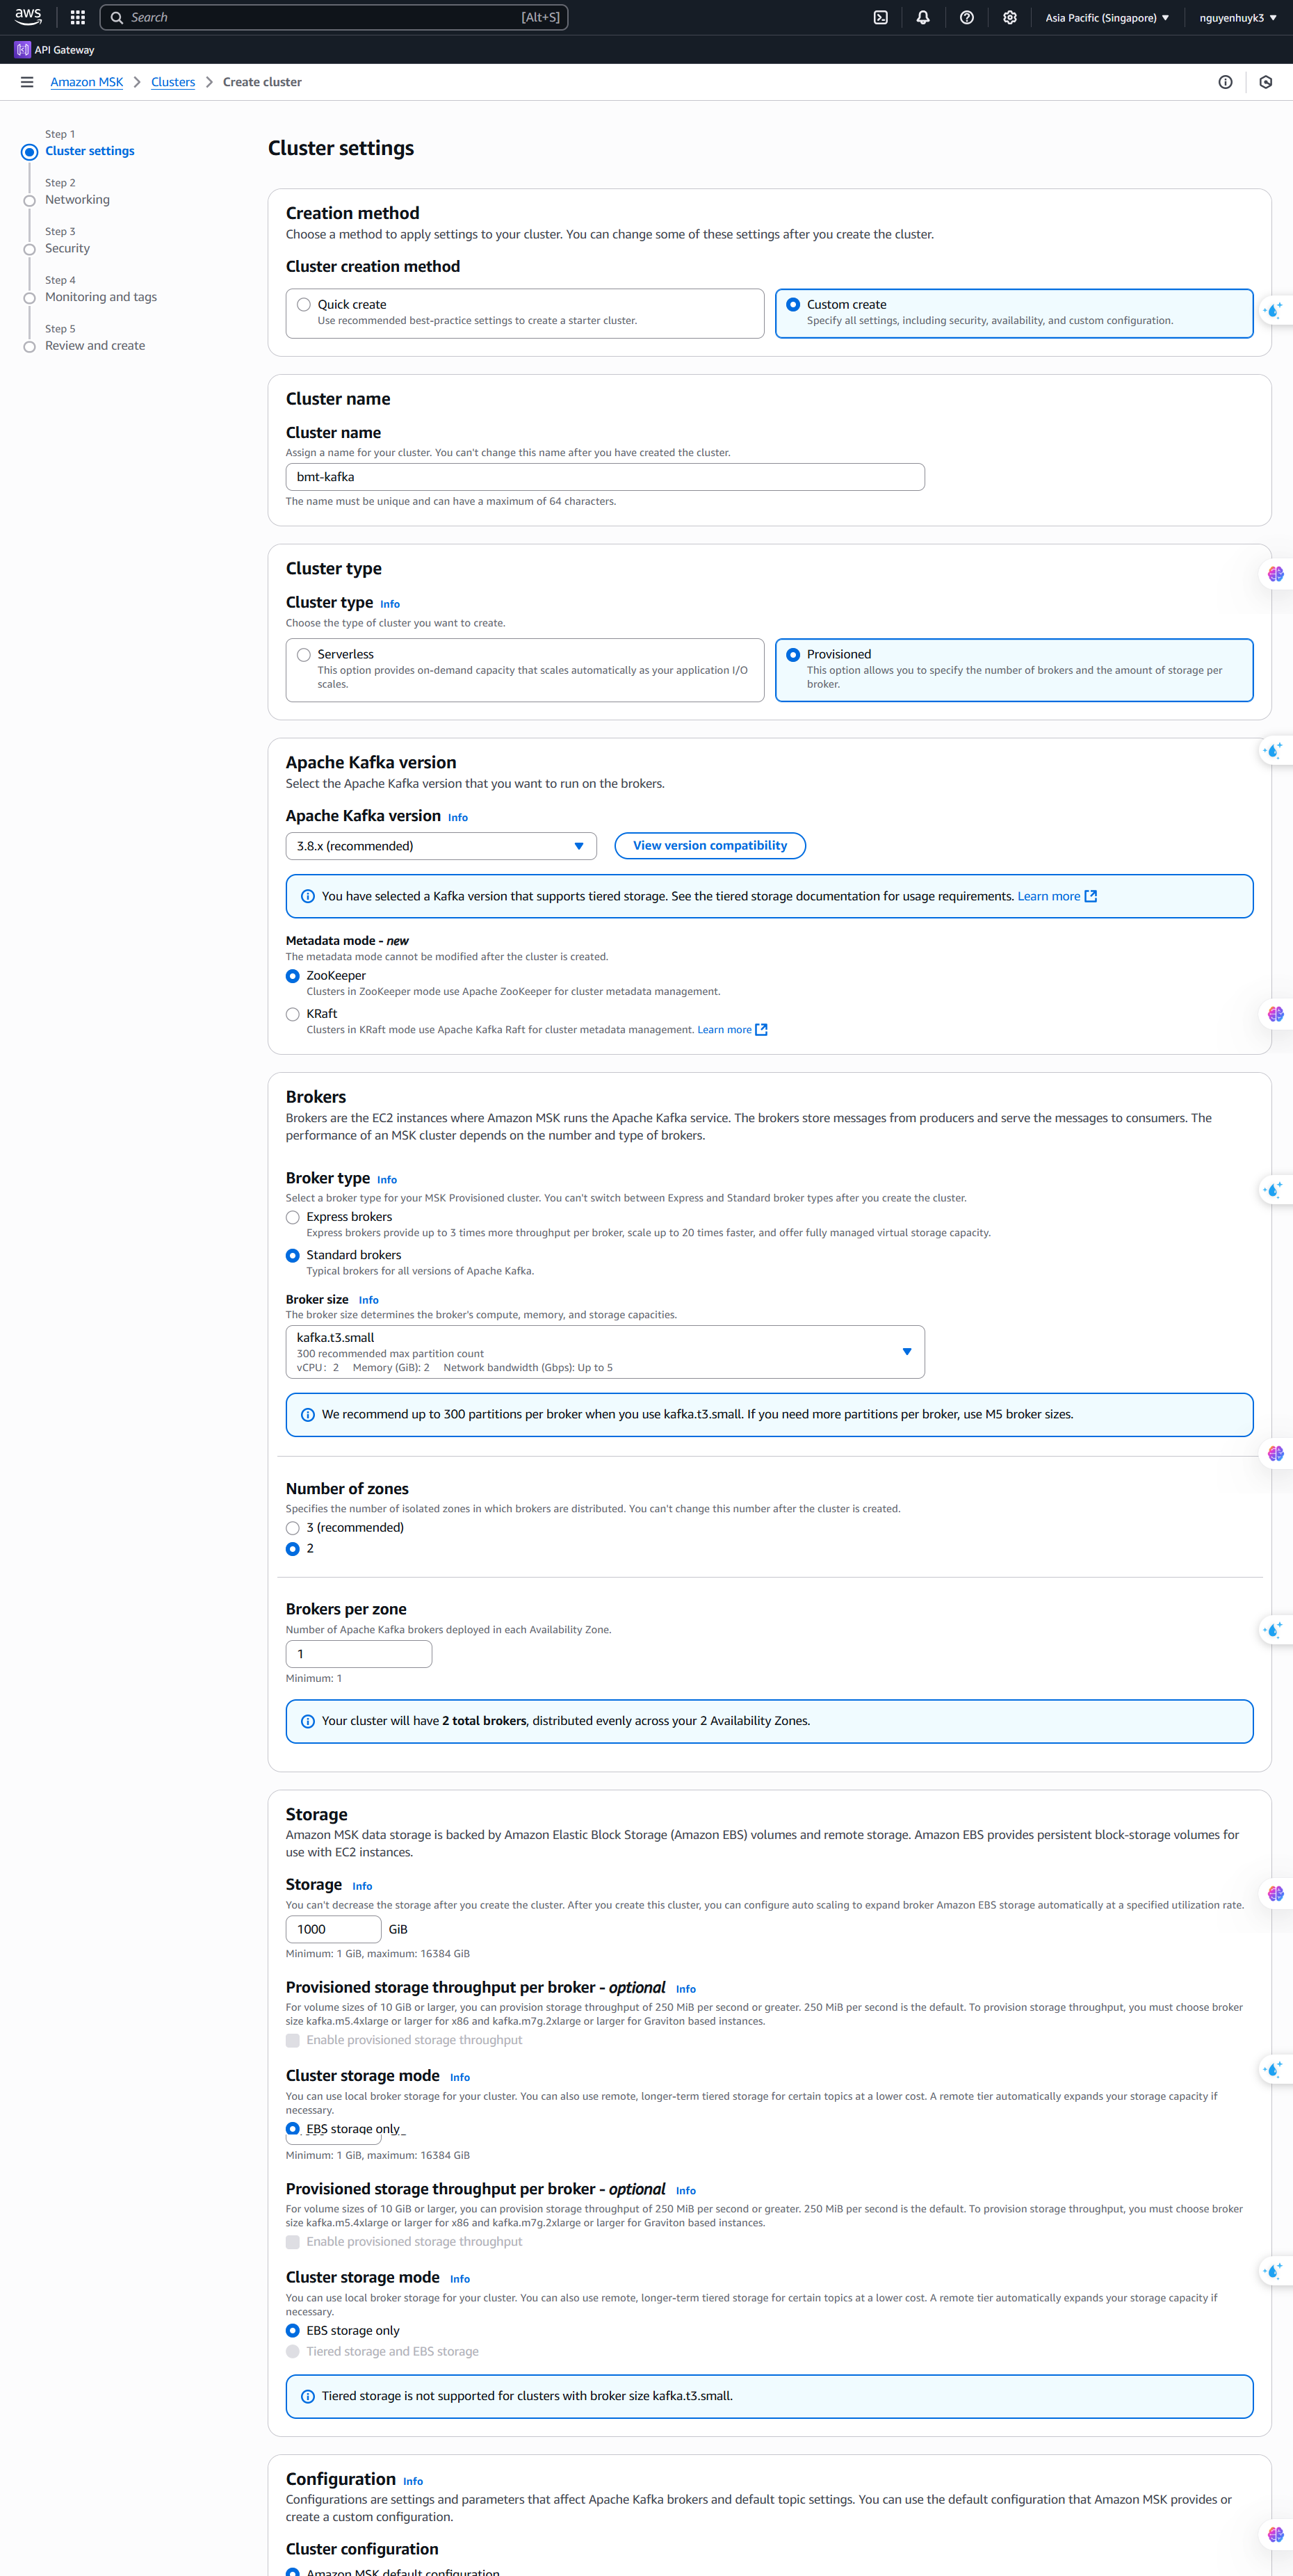 aws
Search [Alt+S]
Asia Pacific (Singapore)
nguyenhuyk3
API Gateway
Amazon MSK
Clusters
Create cluster
Step 1
Cluster settings
Step 2
Networking
Step 3
Security
Step 4
Monitoring and tags
Step 5
Review and create
Cluster settings
Creation method
Choose a method to apply settings to your cluster. You can change some of these settings after you create the cluster.
Cluster creation method
Quick create
Use recommended best-practice settings to create a starter cluster.
Custom create
Specify all settings, including security, availability, and custom configuration.
Cluster name
Cluster name
Assign a name for your cluster. You can't change this name after you have created the cluster.
bmt-kafka
The name must be unique and can have a maximum of 64 characters.
Cluster type
Cluster type Info
Choose the type of cluster you want to create.
Serverless
This option provides on-demand capacity that scales automatically as your application I/O
scales.
Provisioned
This option allows you to specify the number of brokers and the amount of storage per
broker.
Apache Kafka version
Select the Apache Kafka version that you want to run on the brokers.
Apache Kafka version Info
3.8.x (recommended)
View version compatibility
You have selected a Kafka version that supports tiered storage. See the tiered storage documentation for usage requirements. Learn more
Metadata mode - new
The metadata mode cannot be modified after the cluster is created.
ZooKeeper
Clusters in ZooKeeper mode use Apache ZooKeeper for cluster metadata management.
KRaft
Clusters in KRaft mode use Apache Kafka Raft for cluster metadata management. Learn more
Brokers
Brokers are the EC2 instances where Amazon MSK runs the Apache Kafka service. The brokers store messages from producers and serve the messages to consumers. The
performance of an MSK cluster depends on the number and type of brokers.
Broker type Info
Select a broker type for your MSK Provisioned cluster. You can't switch between Express and Standard broker types after you create the cluster.
Express brokers
Express brokers provide up to 3 times more throughput per broker, scale up to 20 times faster, and offer fully managed virtual storage capacity.
Standard brokers
Typical brokers for all versions of Apache Kafka.
Broker size Info
The broker size determines the broker's compute, memory, and storage capacities.
kafka.t3.small
300 recommended max partition count
vCPU: 2 Memory (GiB): 2 Network bandwidth (Gbps): Up to 5
We recommend up to 300 partitions per broker when you use kafka.t3.small. If you need more partitions per broker, use M5 broker sizes.
Number of zones
Specifies the number of isolated zones in which brokers are distributed. You can't change this number after the cluster is created.
3 (recommended)
2
Brokers per zone
Number of Apache Kafka brokers deployed in each Availability Zone.
1
Minimum: 1
Your cluster will have 2 total brokers, distributed evenly across your 2 Availability Zones.
Storage
Amazon MSK data storage is backed by Amazon Elastic Block Storage (Amazon EBS) volumes and remote storage. Amazon EBS provides persistent block-storage volumes for
use with EC2 instances.
Storage Info
You can't decrease the storage after you create the cluster. After you create this cluster, you can configure auto scaling to expand broker Amazon EBS storage automatically at a specified utilization rate.
1000 GiB
Minimum: 1 GiB, maximum: 16384 GiB
Provisioned storage throughput per broker - optional Info
For volume sizes of 10 GiB or larger, you can provision storage throughput of 250 MiB per second or greater. 250 MiB per second is the default. To provision storage throughput, you must choose broker
size kafka.m5.4xlarge or larger for x86 and kafka.m7g.2xlarge or larger for Graviton based instances.
Enable provisioned storage throughput
Cluster storage mode Info
You can use local broker storage for your cluster. You can also use remote, longer-term tiered storage for certain topics at a lower cost. A remote tier automatically expands your storage capacity if
necessary.
EBS storage only
Minimum: 1 GiB, maximum: 16384 GiB
Provisioned storage throughput per broker - optional Info
For volume sizes of 10 GiB or larger, you can provision storage throughput of 250 MiB per second or greater. 250 MiB per second is the default. To provision storage throughput, you must choose broker
size kafka.m5.4xlarge or larger for x86 and kafka.m7g.2xlarge or larger for Graviton based instances.
Enable provisioned storage throughput
Cluster storage mode Info
You can use local broker storage for your cluster. You can also use remote, longer-term tiered storage for certain topics at a lower cost. A remote tier automatically expands your storage capacity if
necessary.
EBS storage only
Tiered storage and EBS storage
Tiered storage is not supported for clusters with broker size kafka.t3.small.
Configuration Info
Configurations are settings and parameters that affect Apache Kafka brokers and default topic settings. You can use the default configuration that Amazon MSK provides or
create a custom configuration.
Cluster configuration
Amazon MSK default configuration